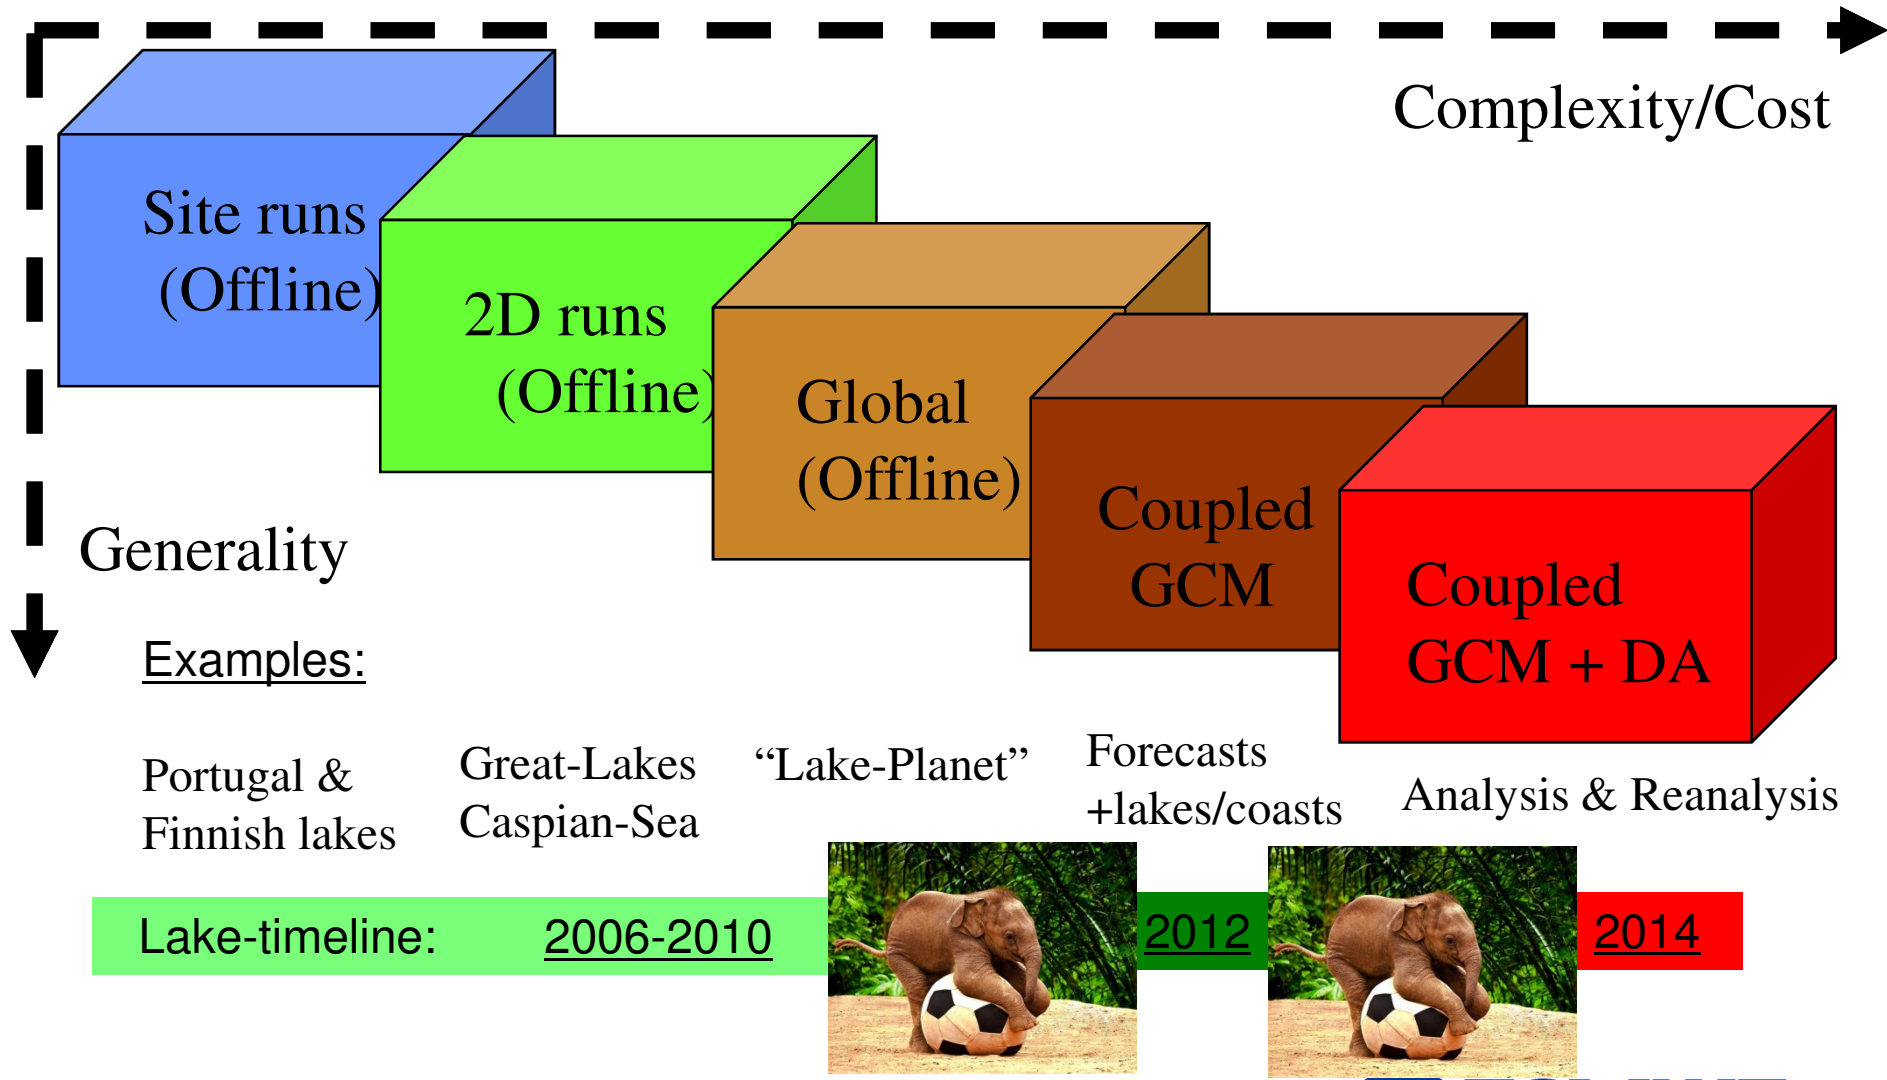 Complexity/Cost
Site runs
(Offline)
2D runs
(Offline)
Global
(Offline)
Coupled
GCM
Coupled
GCM + DA
Generality
Examples:
Portugal &
Finnish lakes
Great-Lakes
Caspian-Sea
“Lake-Planet”
Forecasts
+lakes/coasts
Analysis & Reanalysis
Lake-timeline: 2006-2010 2012 2014